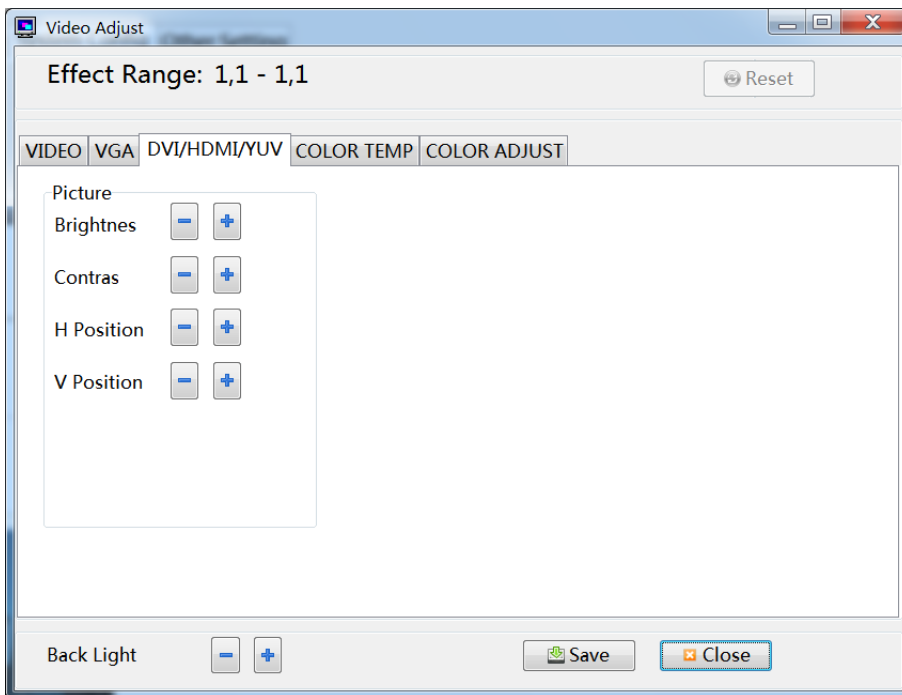 Video Adjust
Effect Range: 1,1 - 1,1
Reset
VIDEO VGA DVI/HDMI/YUV COLOR TEMP COLOR ADJUST
Picture
Brightnes
Contras
H Position
V Position
Back Light
Save
Close